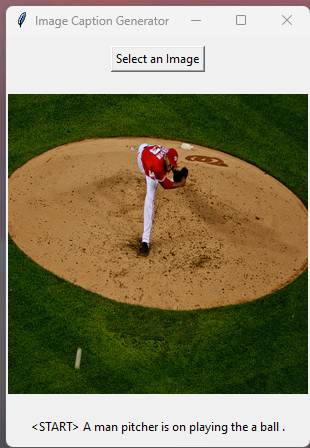 Image Caption Generator
Select an Image
<START> A man pitcher is on playing the a ball .